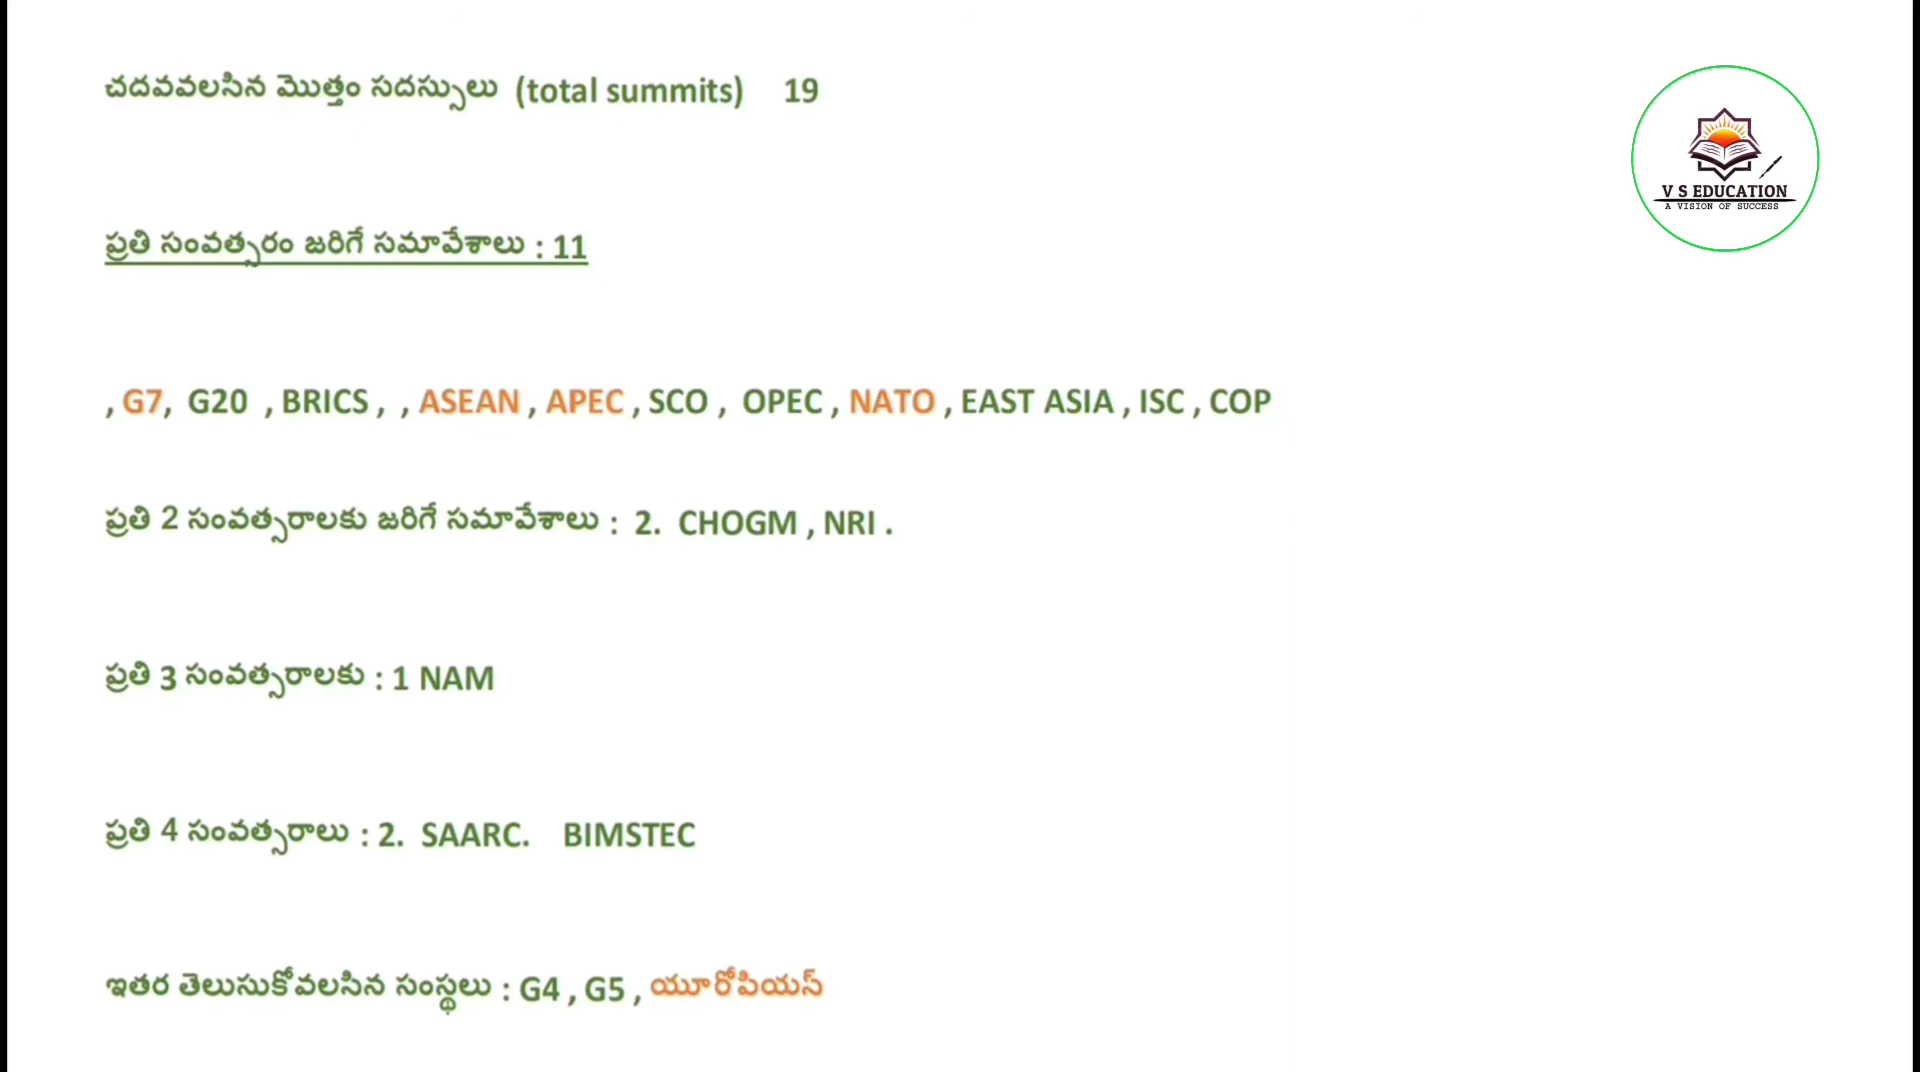 చదవవలసిన మొత్తం సదస్సులు (total summits) 19
V S EDUCATION
A VISION OF SUCCESS
ప్రతి సంవత్సరం జరిగే సమావేశాలు : 11
, G7, G20 , BRICS , , ASEAN , APEC , SCO , OPEC , NATO , EAST ASIA , ISC , COP
ప్రతి 2 సంవత్సరాలకు జరిగే సమావేశాలు : 2. CHOGM , NRI .
ప్రతి 3 సంవత్సరాలకు : 1 NAM
ప్రతి 4 సంవత్సరాలు : 2. SAARC. BIMSTEC
ఇతర తెలుసుకోవలసిన సంస్థలు : G4 , G5 , యూరోపియన్